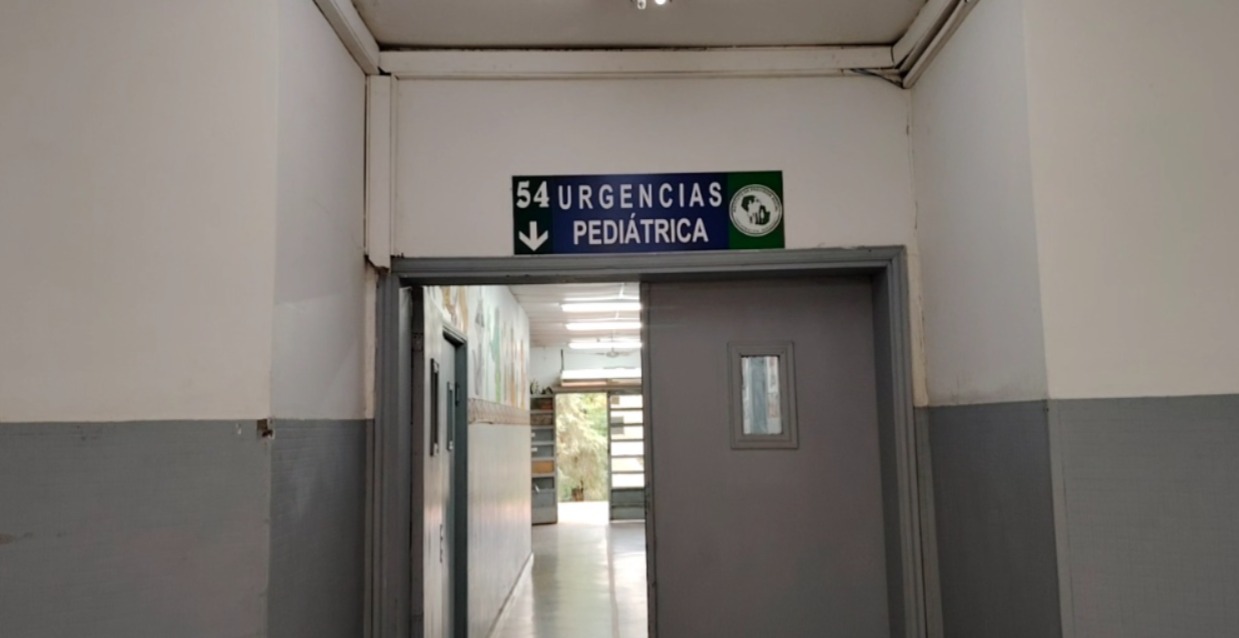 54 URGENCIAS
PEDIÁTRICA